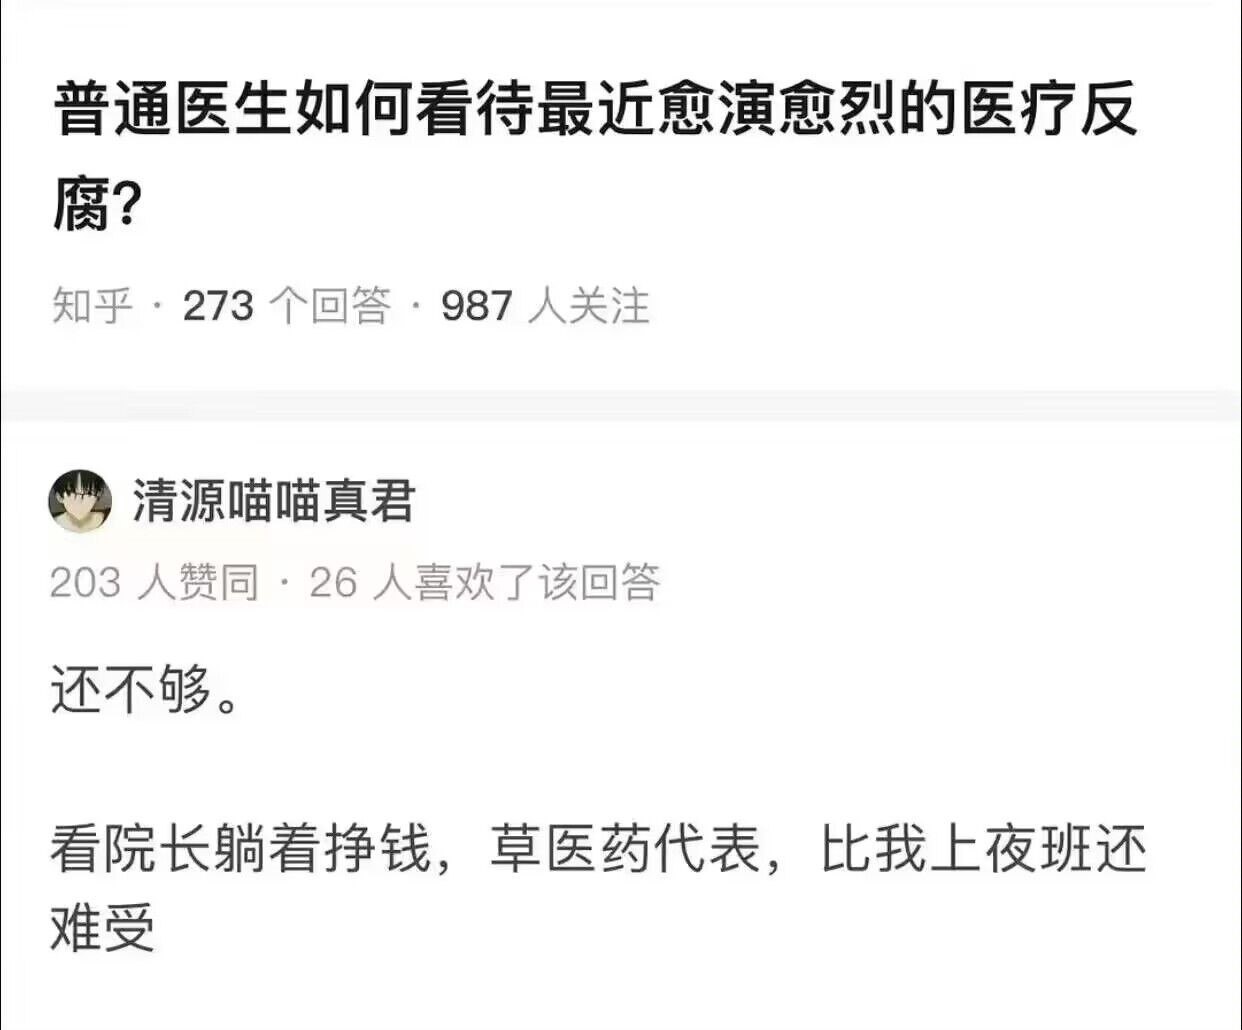 普通医生如何看待最近愈演愈烈的医疗反
腐?
知乎 · 273 个回答 · 987 人关注
清源喵喵真君
203 人赞同 · 26 人喜欢了该回答
还不够。
看院长躺着挣钱，草医药代表，比我上夜班还
难受